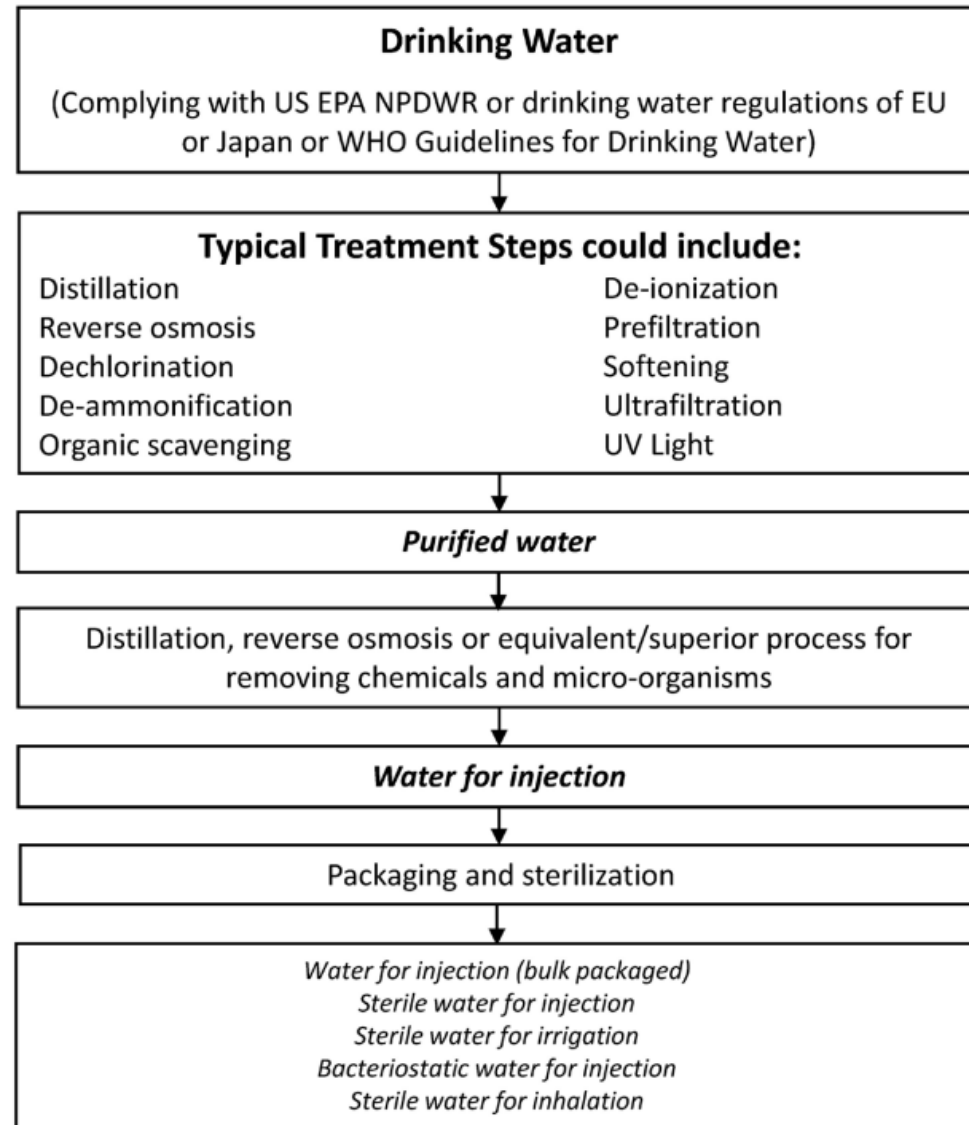 Drinking Water
(Complying with US EPA NPDWR or drinking water regulations of EU
or Japan or WHO Guidelines for Drinking Water)
Typical Treatment Steps could include:
Distillation
Reverse osmosis
Dechlorination
De-ammonification
Organic scavenging
De-ionization
Prefiltration
Softening
Ultrafiltration
UV Light
Purified water
Distillation, reverse osmosis or equivalent/superior process for
removing chemicals and micro-organisms
Water for injection
Packaging and sterilization
Water for injection (bulk packaged)
Sterile water for injection
Sterile water for irrigation
Bacteriostatic water for injection
Sterile water for inhalation